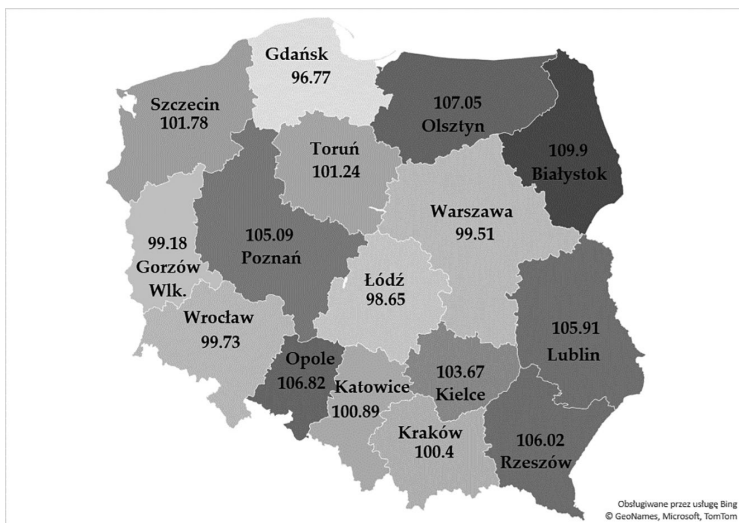 Gdańsk
96.77
Szczecin
101.78
107.05
Olsztyn
109.9
Białystok
Toruń
101.24
Warszawa
99.51
99.18
Gorzów
Wlk.
105.09
Poznań
Łódź
98.65
Wrocław
99.73
105.91
Lublin
Opole
106.82
Katowice
100.89
103.67
Kielce
Kraków
100.4
106.02
Rzeszów
Obsługiwane przez usługę Bing
© GeoNames, Microsoft, TomTom